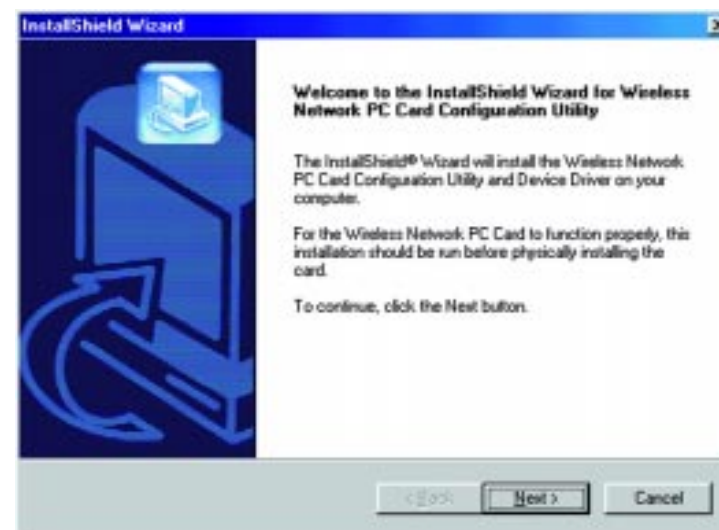 InstallShield Wizard
Welcome to the InstallShield Wizard for Wireless
Network PC Card Configuration Utility
The InstallShield® Wizard will install the Wireless Network
PC Card Configuration Utility and Device Driver on your
computer.
For the Wireless Network PC Card to function properly, this
installation should be run before physically installing the
card.
To continue, click the Next button.
< Back
Next >
Cancel